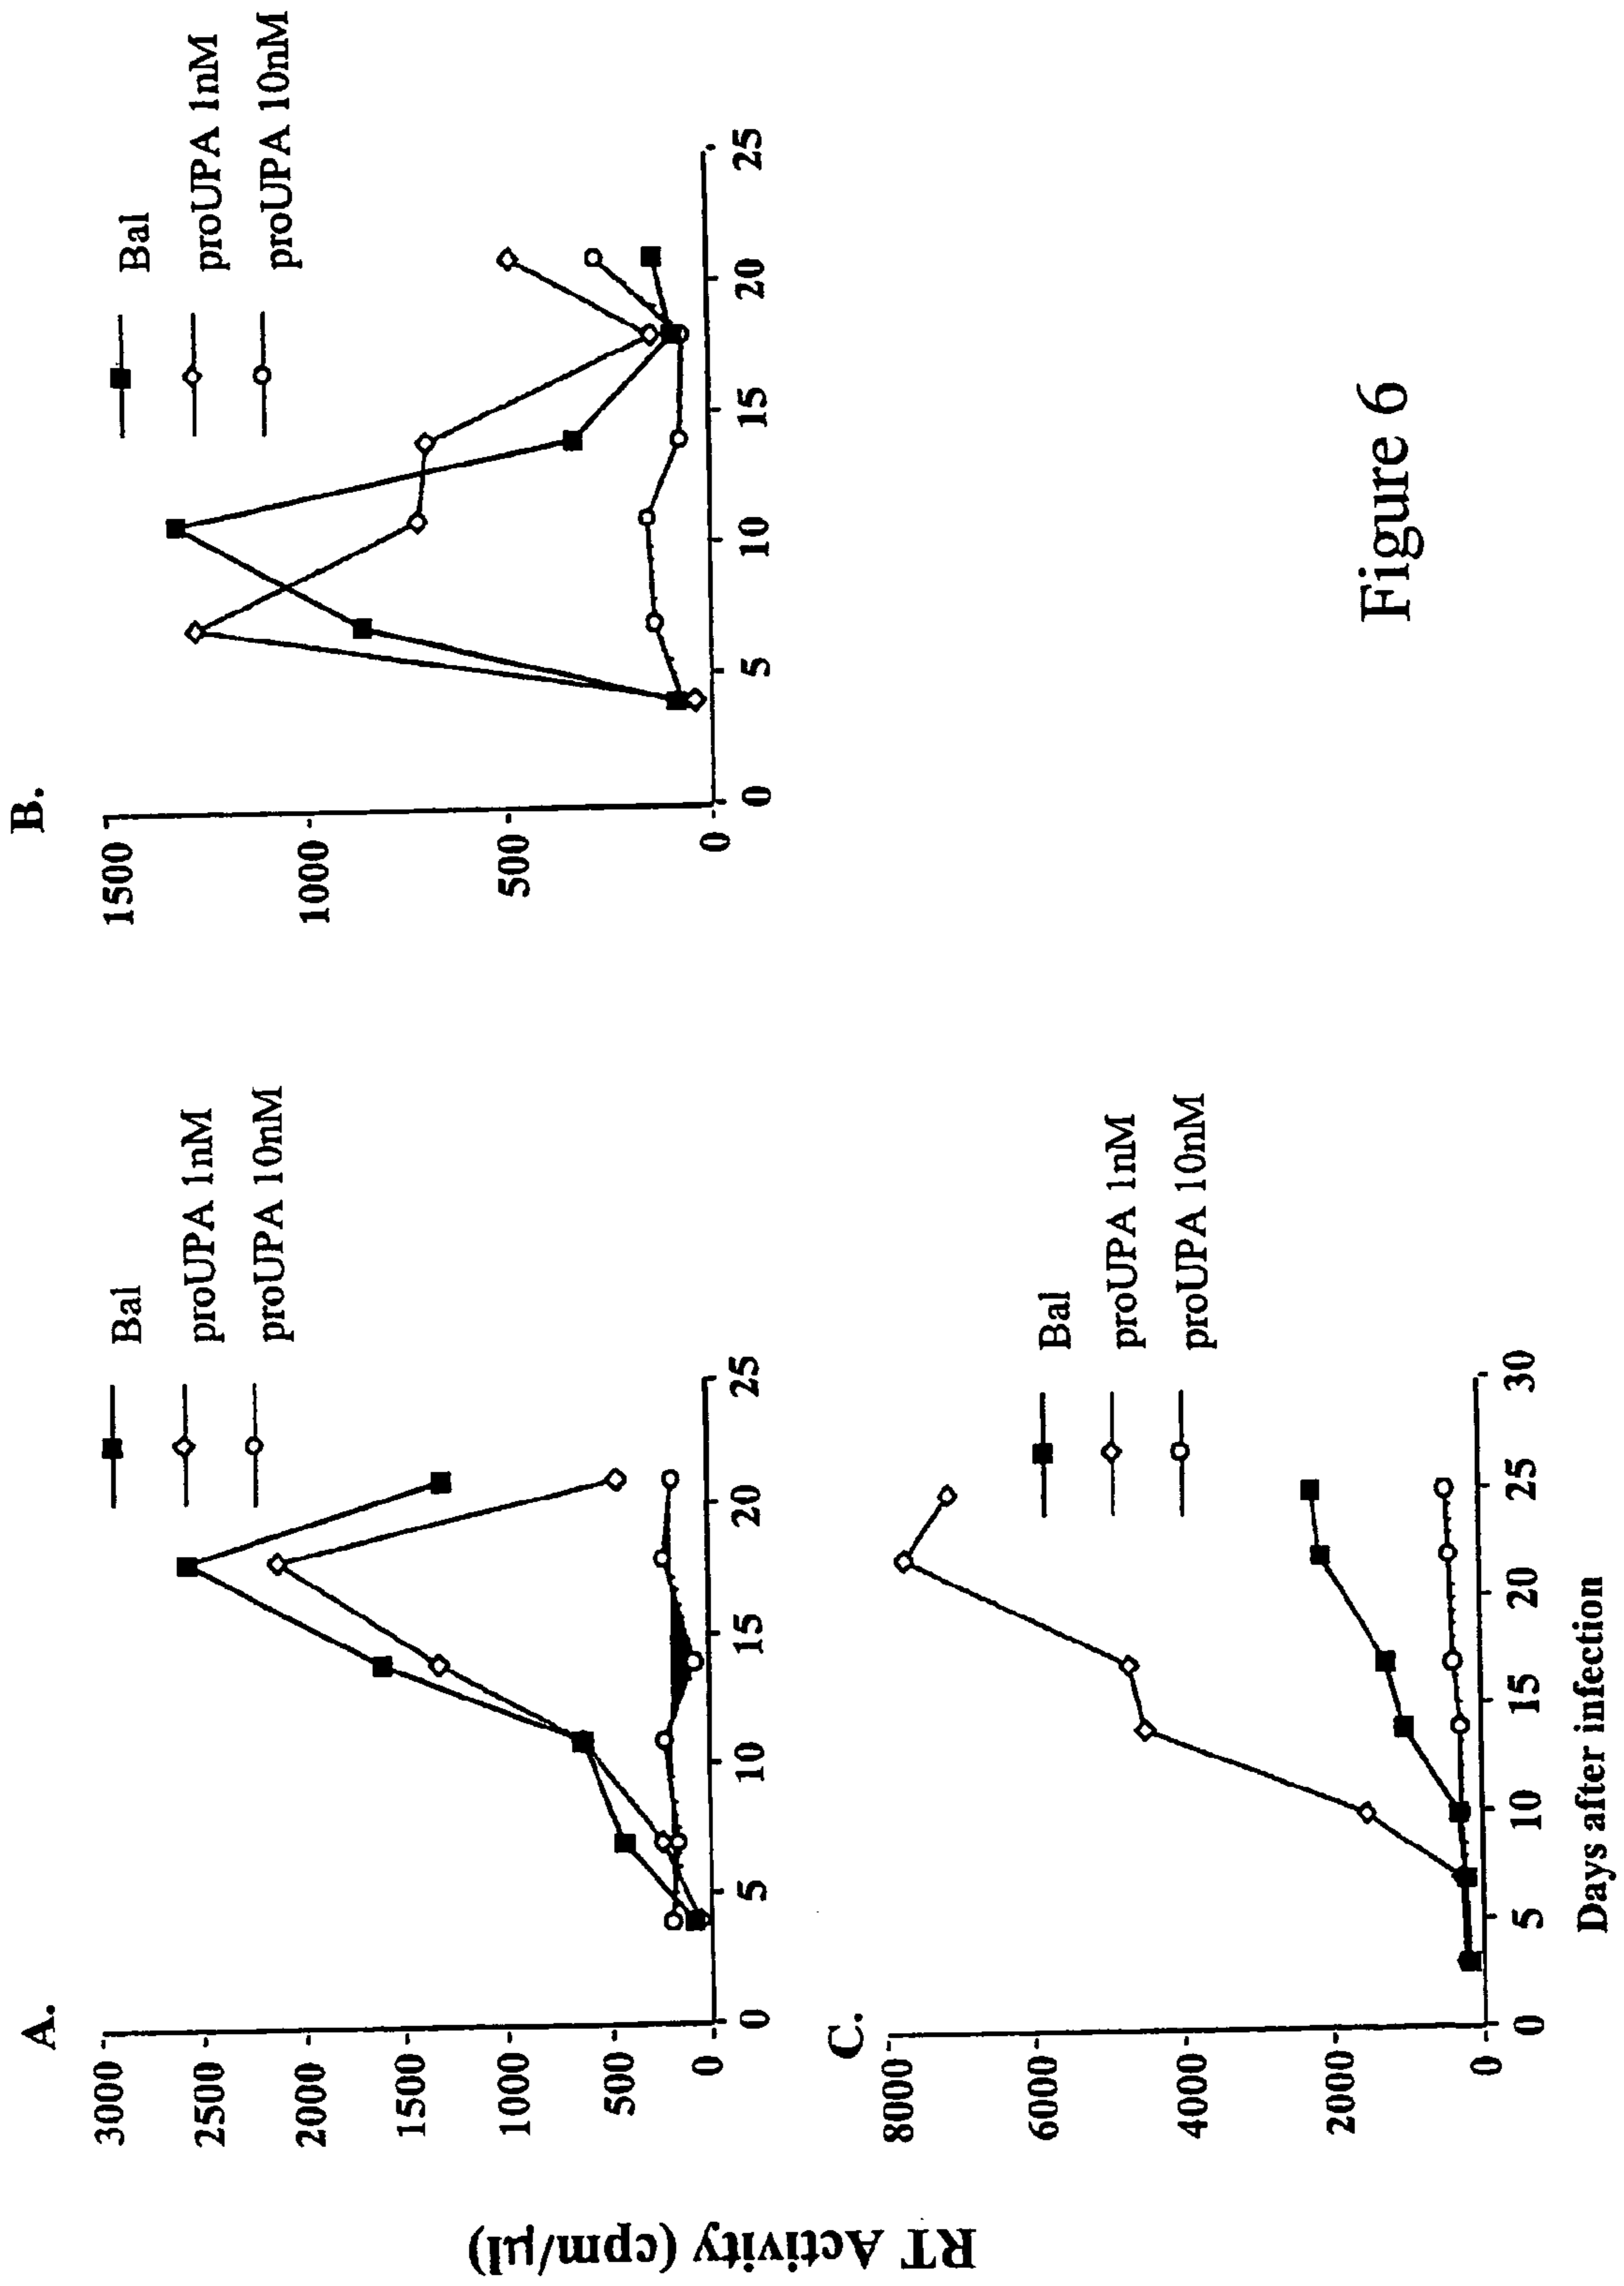 A.
3000
2500
2000
1500
1000
500
0
0 5 10 15 20 25
Bal
proUPA 1nM
proUPA 10nM
B.
1500
1000
500
0
0 5 10 15 20 25
Bal
proUPA 1nM
proUPA 10nM
C.
8000
6000
4000
2000
0
0 5 10 15 20 25 30
Bal
proUPA 1nM
proUPA 10nM
RT Activity (cpm/µl)
Days after infection
Figure 6